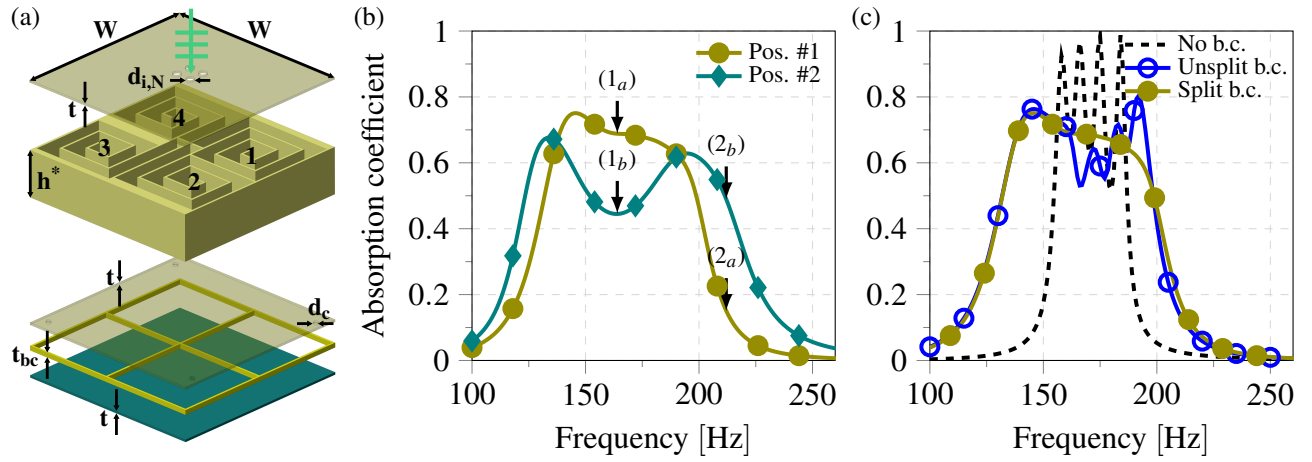 (a)
W
W
d_{i,N}
t
4
3
1
2
h*
t
d_c
t_{bc}
t
(b)
Absorption coefficient
1
0.8
0.6
0.4
0.2
0
Pos. #1
Pos. #2
(1_a)
(1_b)
(2_b)
(2_a)
100
150
200
250
Frequency [Hz]
(c)
1
0.8
0.6
0.4
0.2
0
No b.c.
Unsplit b.c.
Split b.c.
100
150
200
250
Frequency [Hz]